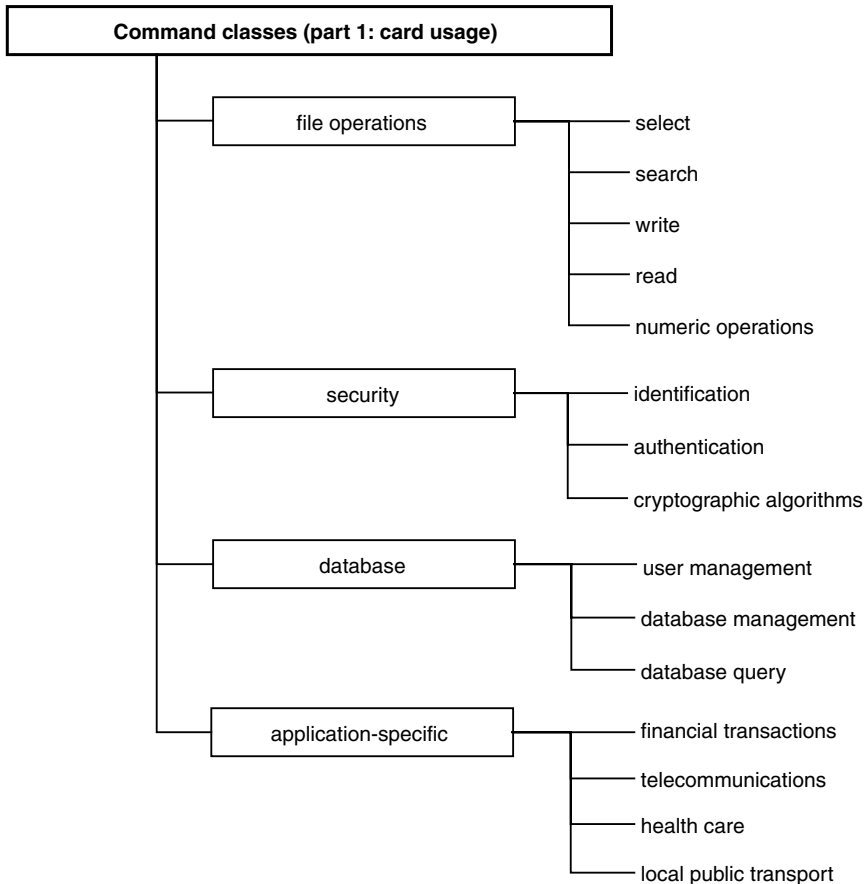 Command classes (part 1: card usage)
file operations
select
search
write
read
numeric operations
security
identification
authentication
cryptographic algorithms
database
user management
database management
database query
application-specific
financial transactions
telecommunications
health care
local public transport